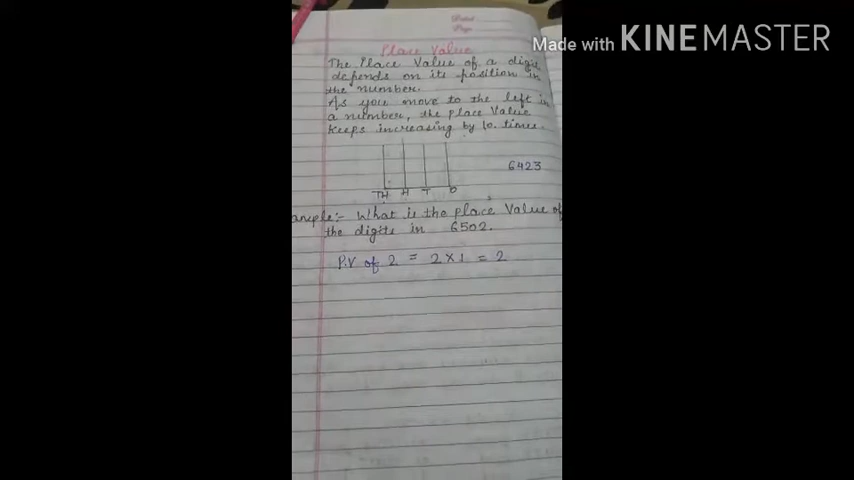 Made with KINEMASTER
Date
Page
Place Value
The Place Value of a digit
depends on its position in
the number.
As you move to the left in
a number, the place Value
keeps increasing by 10. times.
6423
TH H T O
ample:- What is the place Value of
the digits in 6502.
P.V of 2 = 2 × 1 = 2